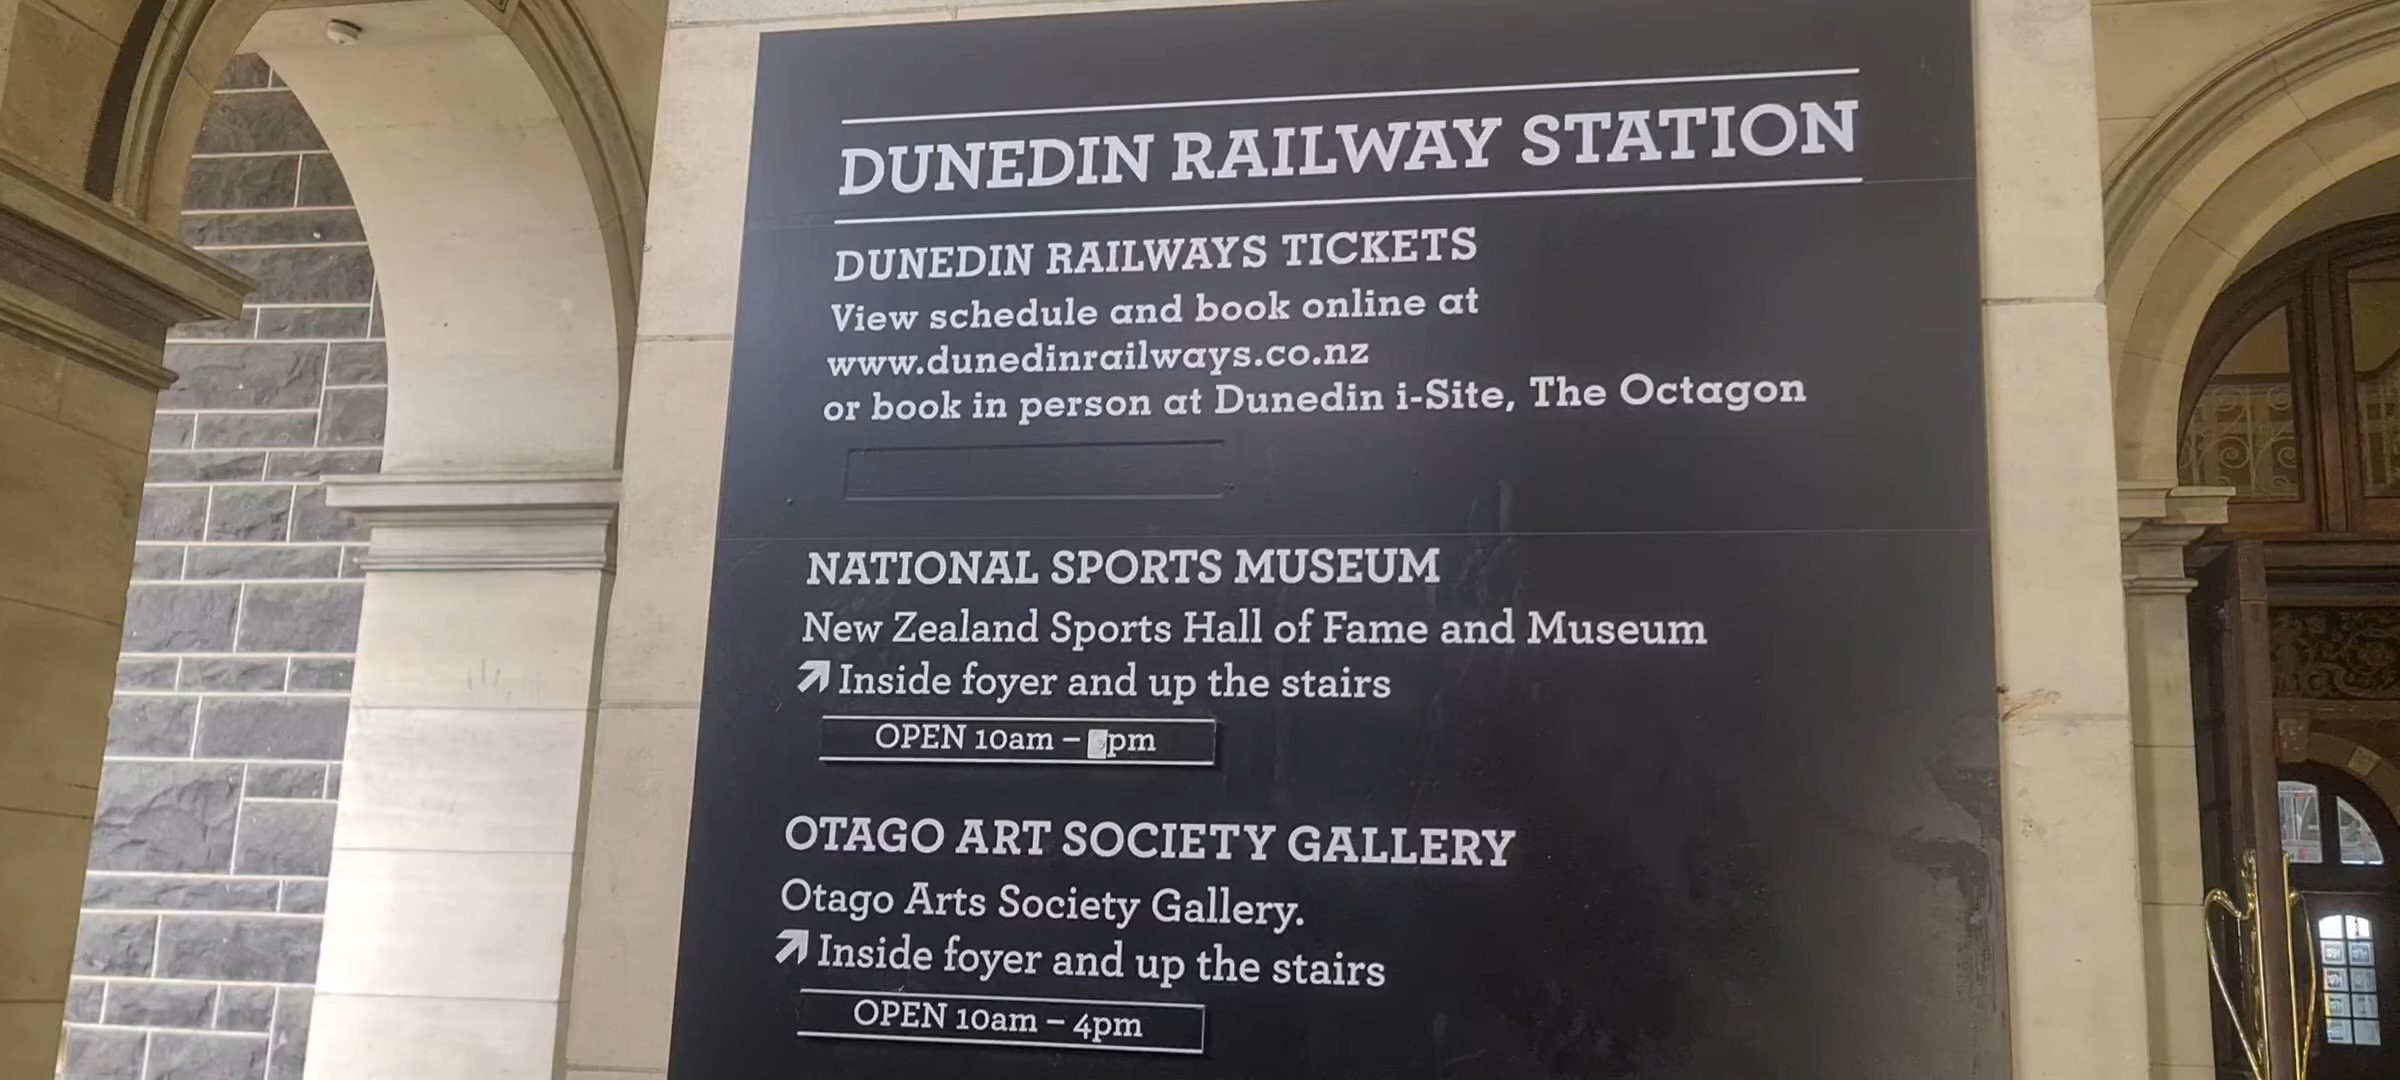 DUNEDIN RAILWAY STATION
DUNEDIN RAILWAYS TICKETS
View schedule and book online at
www.dunedinrailways.co.nz
or book in person at Dunedin i-Site, The Octagon
NATIONAL SPORTS MUSEUM
New Zealand Sports Hall of Fame and Museum
Inside foyer and up the stairs
OPEN 10am – pm
OTAGO ART SOCIETY GALLERY
Otago Arts Society Gallery.
Inside foyer and up the stairs
OPEN 10am – 4pm